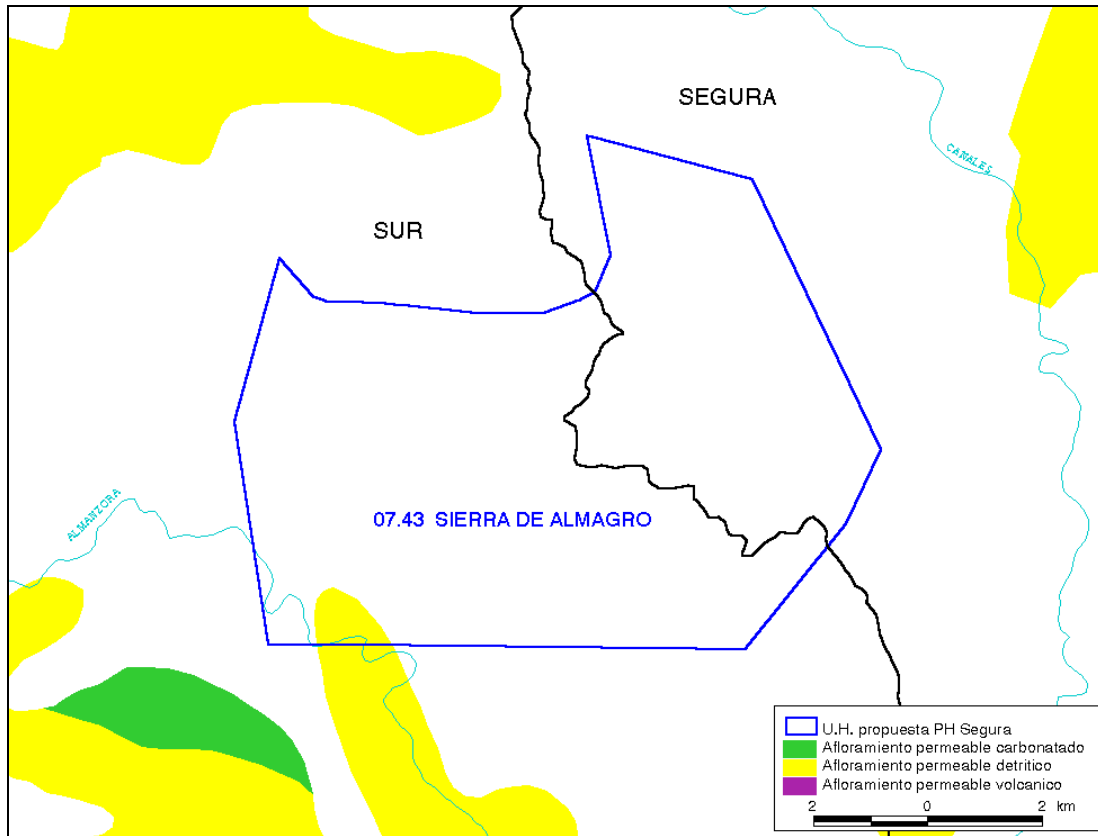 SEGURA
CANALES
SUR
ALMANZORA
07.43 SIERRA DE ALMAGRO
U.H. propuesta PH Segura
Afloramiento permeable carbonatado
Afloramiento permeable detritico
Afloramiento permeable volcanico
2 0 2 km